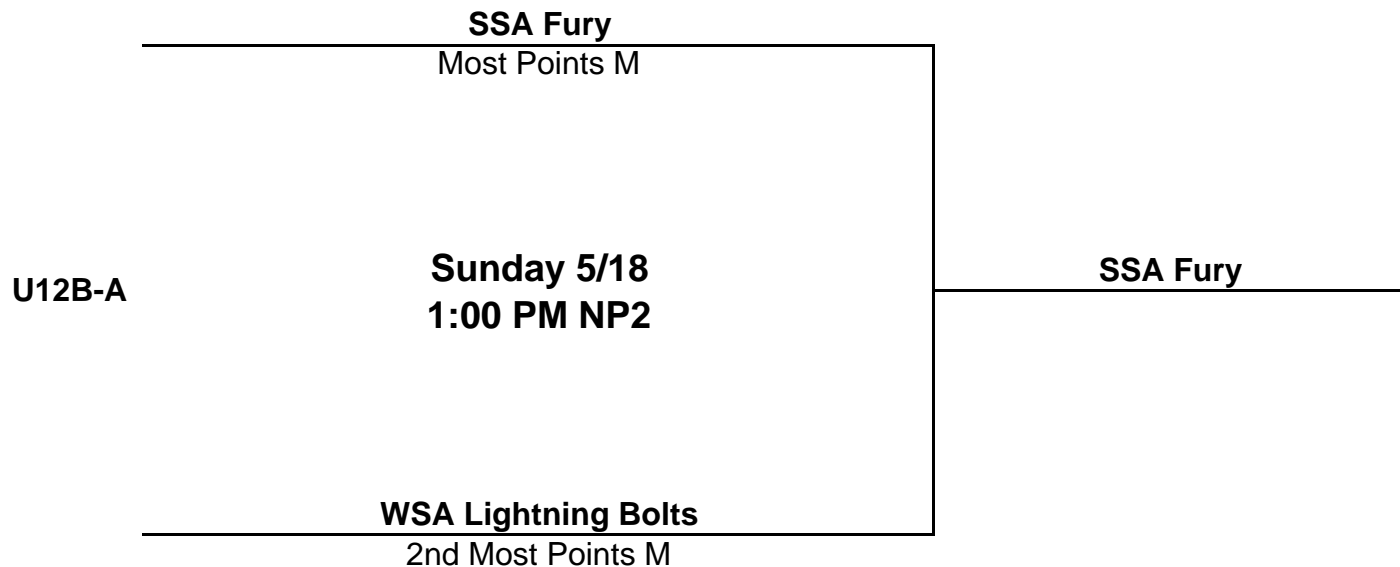 SSA Fury
Most Points M
U12B-A
Sunday 5/18
1:00 PM NP2
SSA Fury
WSA Lightning Bolts
2nd Most Points M